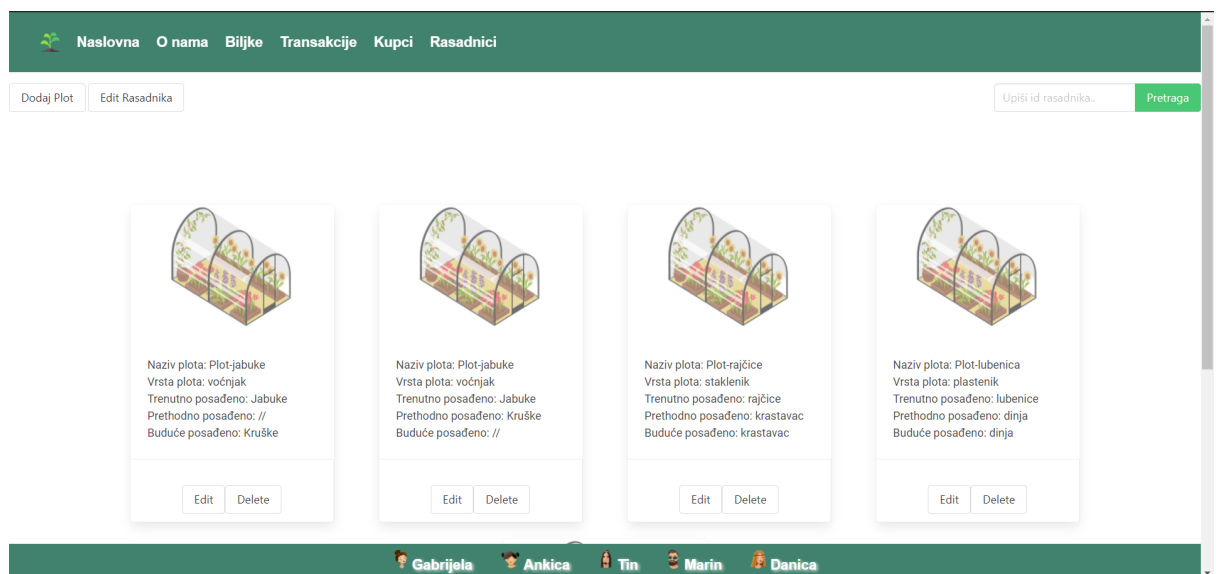 Naslovna O nama Biljke Transakcije Kupci Rasadnici
Dodaj Plot Edit Rasadnika Upiši id rasadnika.. Pretraga
Naziv plota: Plot-jabuke
Vrsta plota: voćnjak
Trenutno posađeno: Jabuke
Prethodno posađeno: //
Buduće posađeno: Kruške
Edit Delete
Naziv plota: Plot-jabuke
Vrsta plota: voćnjak
Trenutno posađeno: Jabuke
Prethodno posađeno: Kruške
Buduće posađeno: //
Edit Delete
Naziv plota: Plot-rajčice
Vrsta plota: staklenik
Trenutno posađeno: rajčice
Prethodno posađeno: krastavac
Buduće posađeno: krastavac
Edit Delete
Naziv plota: Plot-lubenica
Vrsta plota: plastenik
Trenutno posađeno: lubenice
Prethodno posađeno: dinja
Buduće posađeno: dinja
Edit Delete
Gabrijela Ankica Tin Marin Danica